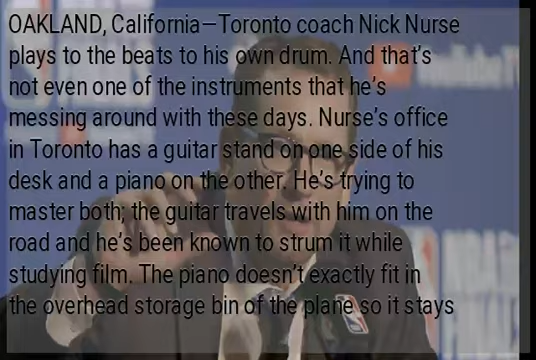 OAKLAND, California—Toronto coach Nick Nurse
plays to the beats to his own drum. And that’s
not even one of the instruments that he’s
messing around with these days. Nurse’s office
in Toronto has a guitar stand on one side of his
desk and a piano on the other. He’s trying to
master both; the guitar travels with him on the
road and he’s been known to strum it while
studying film. The piano doesn’t exactly fit in
the overhead storage bin of the plane so it stays